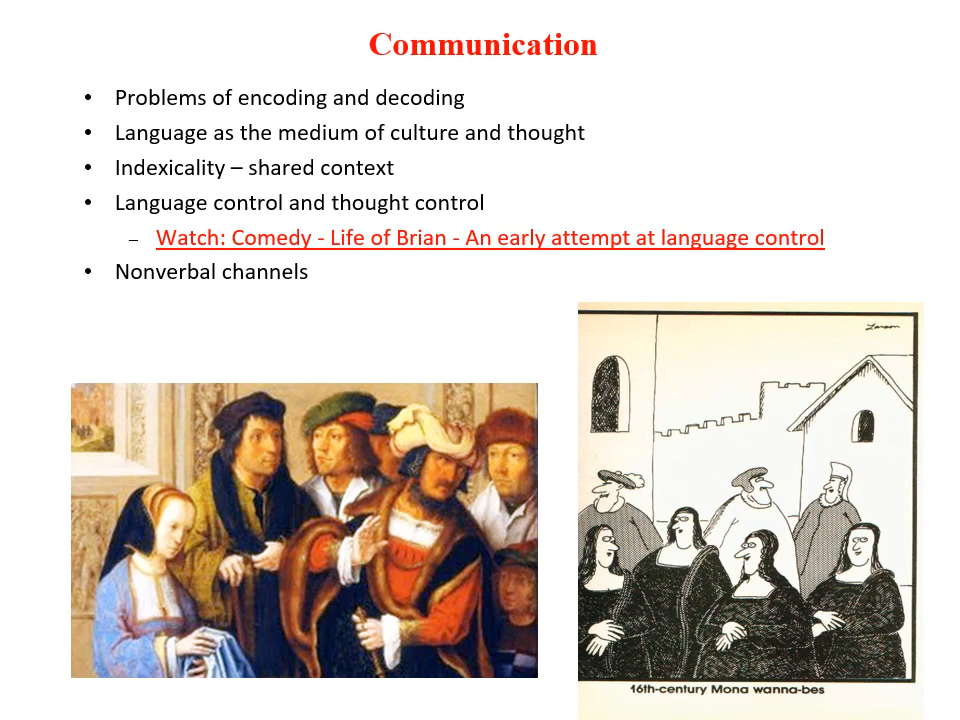 Communication
• Problems of encoding and decoding
• Language as the medium of culture and thought
• Indexicality – shared context
• Language control and thought control
– Watch: Comedy - Life of Brian - An early attempt at language control
• Nonverbal channels
Larson
16th-century Mona wanna-bes